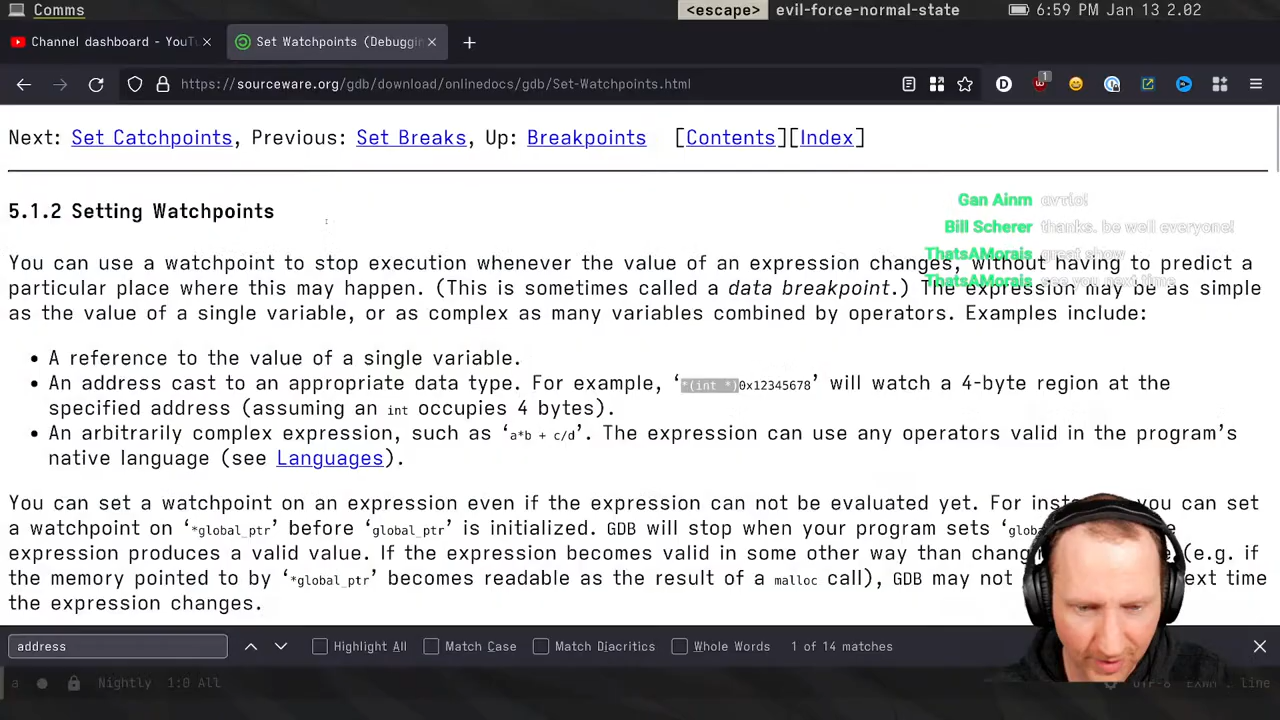 Comms
<escape> evil-force-normal-state
6:59 PM Jan 13 2.02
Channel dashboard - YouTu
Set Watchpoints (Debuggin
https://sourceware.org/gdb/download/onlinedocs/gdb/Set-Watchpoints.html
Next: Set Catchpoints, Previous: Set Breaks, Up: Breakpoints [Contents][Index]
5.1.2 Setting Watchpoints
Gan Ainm
Bill Scherer thanks. be well everyone!
ThatsAMorais great show
ThatsAMorais see you next time
You can use a watchpoint to stop execution whenever the value of an expression changes, without having to predict a
particular place where this may happen. (This is sometimes called a data breakpoint.) The expression may be as simple
as the value of a single variable, or as complex as many variables combined by operators. Examples include:
• A reference to the value of a single variable.
• An address cast to an appropriate data type. For example, ‘*(int *)0x12345678’ will watch a 4-byte region at the
specified address (assuming an int occupies 4 bytes).
• An arbitrarily complex expression, such as ‘a*b + c/d’. The expression can use any operators valid in the program’s
native language (see Languages).
You can set a watchpoint on an expression even if the expression can not be evaluated yet. For you can set
a watchpoint on ‘*global_ptr’ before ‘global_ptr’ is initialized. GDB will stop when your program sets
expression produces a valid value. If the expression becomes valid in some other way than (e.g. if
the memory pointed to by ‘*global_ptr’ becomes readable as the result of a malloc call), GDB may not time
the expression changes.
address
Highlight All Match Case Match Diacritics Whole Words 1 of 14 matches
a Nightly 1:0 All
line